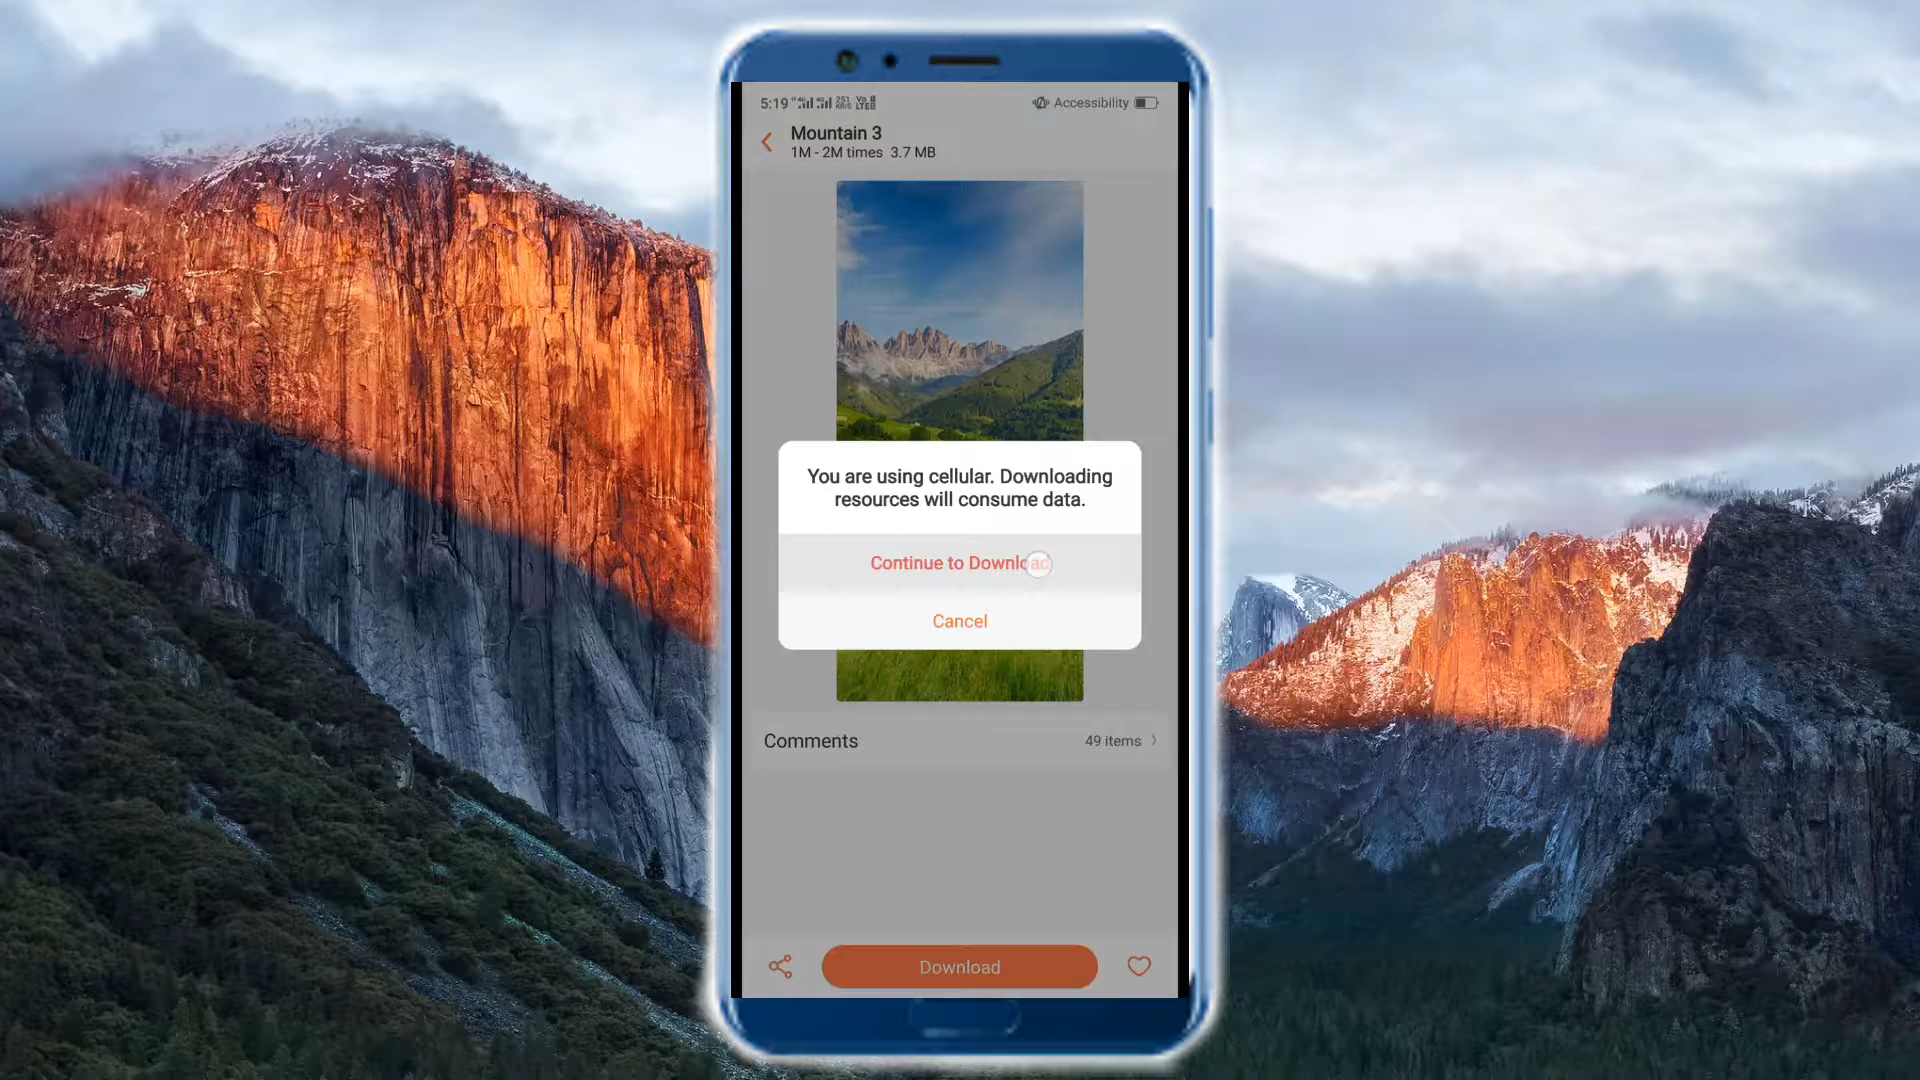 5:19
Accessibility
Mountain 3
1M - 2M times 3.7 MB
You are using cellular. Downloading
resources will consume data.
Continue to Download
Cancel
Comments
49 items
Download